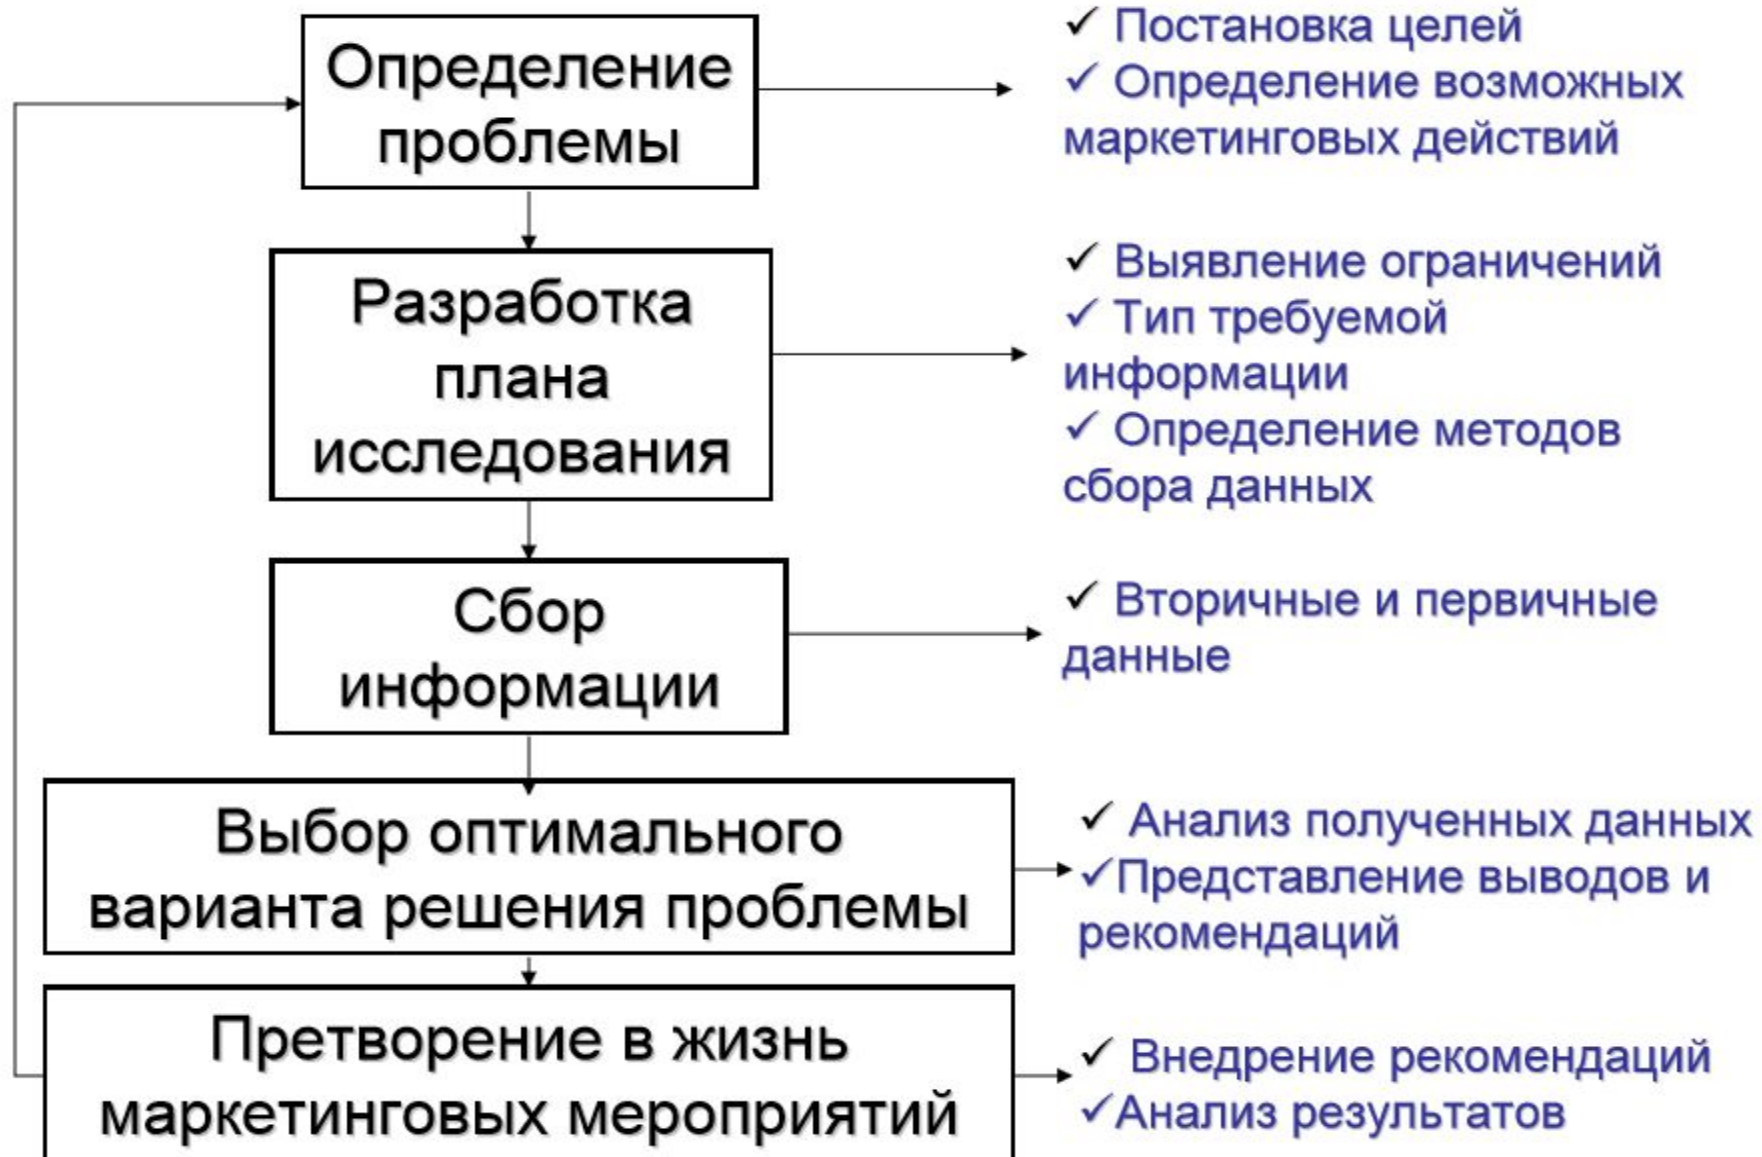 Определение
проблемы
✓ Постановка целей
✓ Определение возможных
маркетинговых действий
Разработка
плана
исследования
✓ Выявление ограничений
✓ Тип требуемой
информации
✓ Определение методов
сбора данных
Сбор
информации
✓ Вторичные и первичные
данные
Выбор оптимального
варианта решения проблемы
✓ Анализ полученных данных
✓Представление выводов и
рекомендаций
Претворение в жизнь
маркетинговых мероприятий
✓ Внедрение рекомендаций
✓Анализ результатов